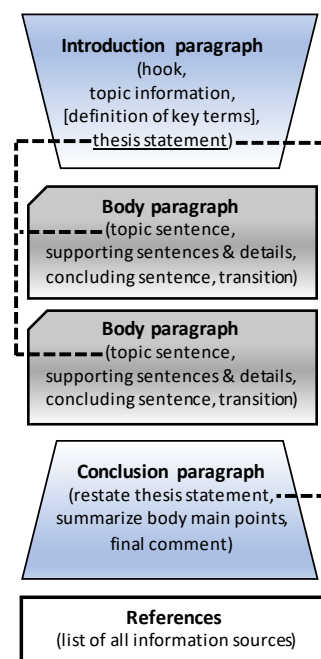 Introduction paragraph
(hook,
topic information,
[definition of key terms],
thesis statement)
Body paragraph
(topic sentence,
supporting sentences & details,
concluding sentence, transition)
Body paragraph
(topic sentence,
supporting sentences & details,
concluding sentence, transition)
Conclusion paragraph
(restate thesis statement,
summarize body main points,
final comment)
References
(list of all information sources)